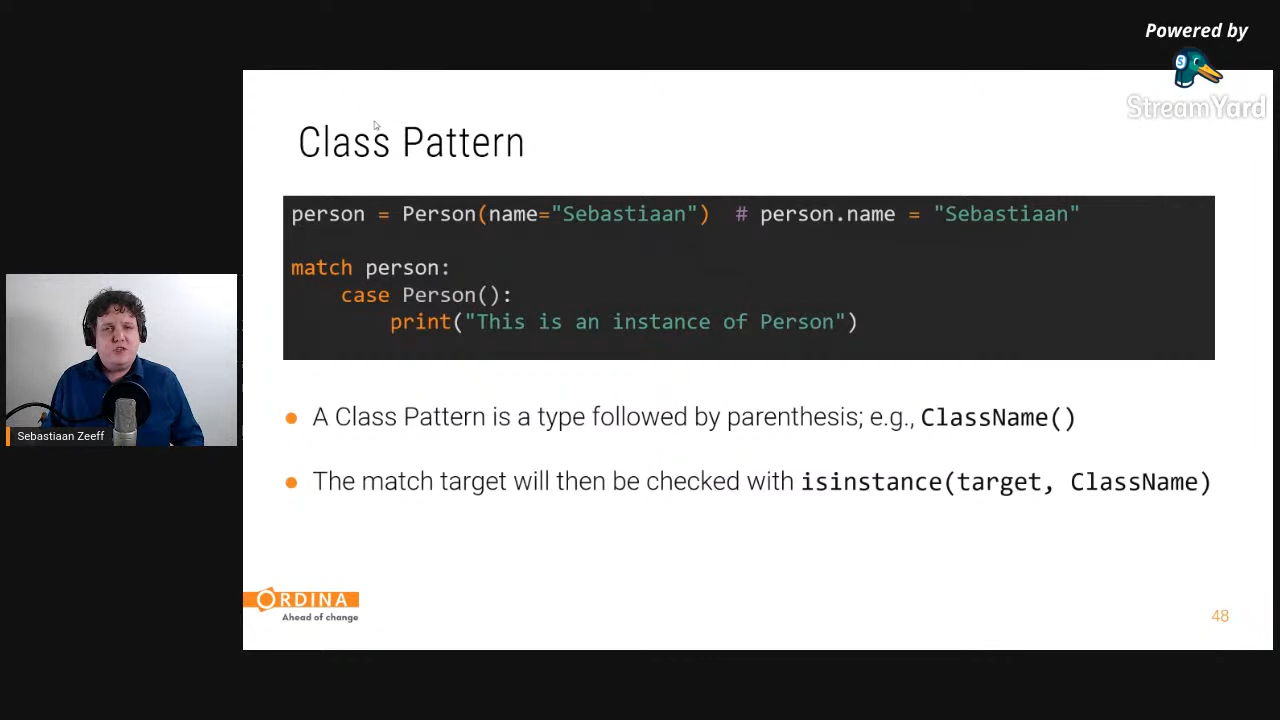 Powered by
StreamYard
Class Pattern
person = Person(name="Sebastiaan")  # person.name = "Sebastiaan"
match person:
    case Person():
        print("This is an instance of Person")
● A Class Pattern is a type followed by parenthesis; e.g., ClassName()
● The match target will then be checked with isinstance(target, ClassName)
Sebastiaan Zeeff
ORDINA
Ahead of change
48